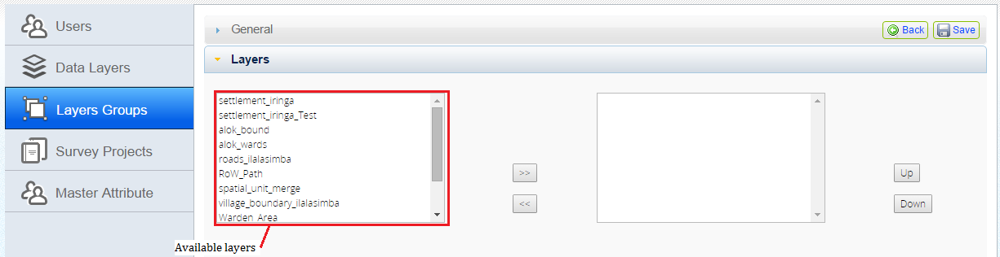 Users
Data Layers
Layers Groups
Survey Projects
Master Attribute
General
Back
Save
Layers
settlement_iringa
settlement_iringa_Test
alok_bound
alok_wards
roads_ilalasimba
RoW_Path
spatial_unit_merge
village_boundary_ilalasimba
Warden_Area
>>
<<
Up
Down
Available layers